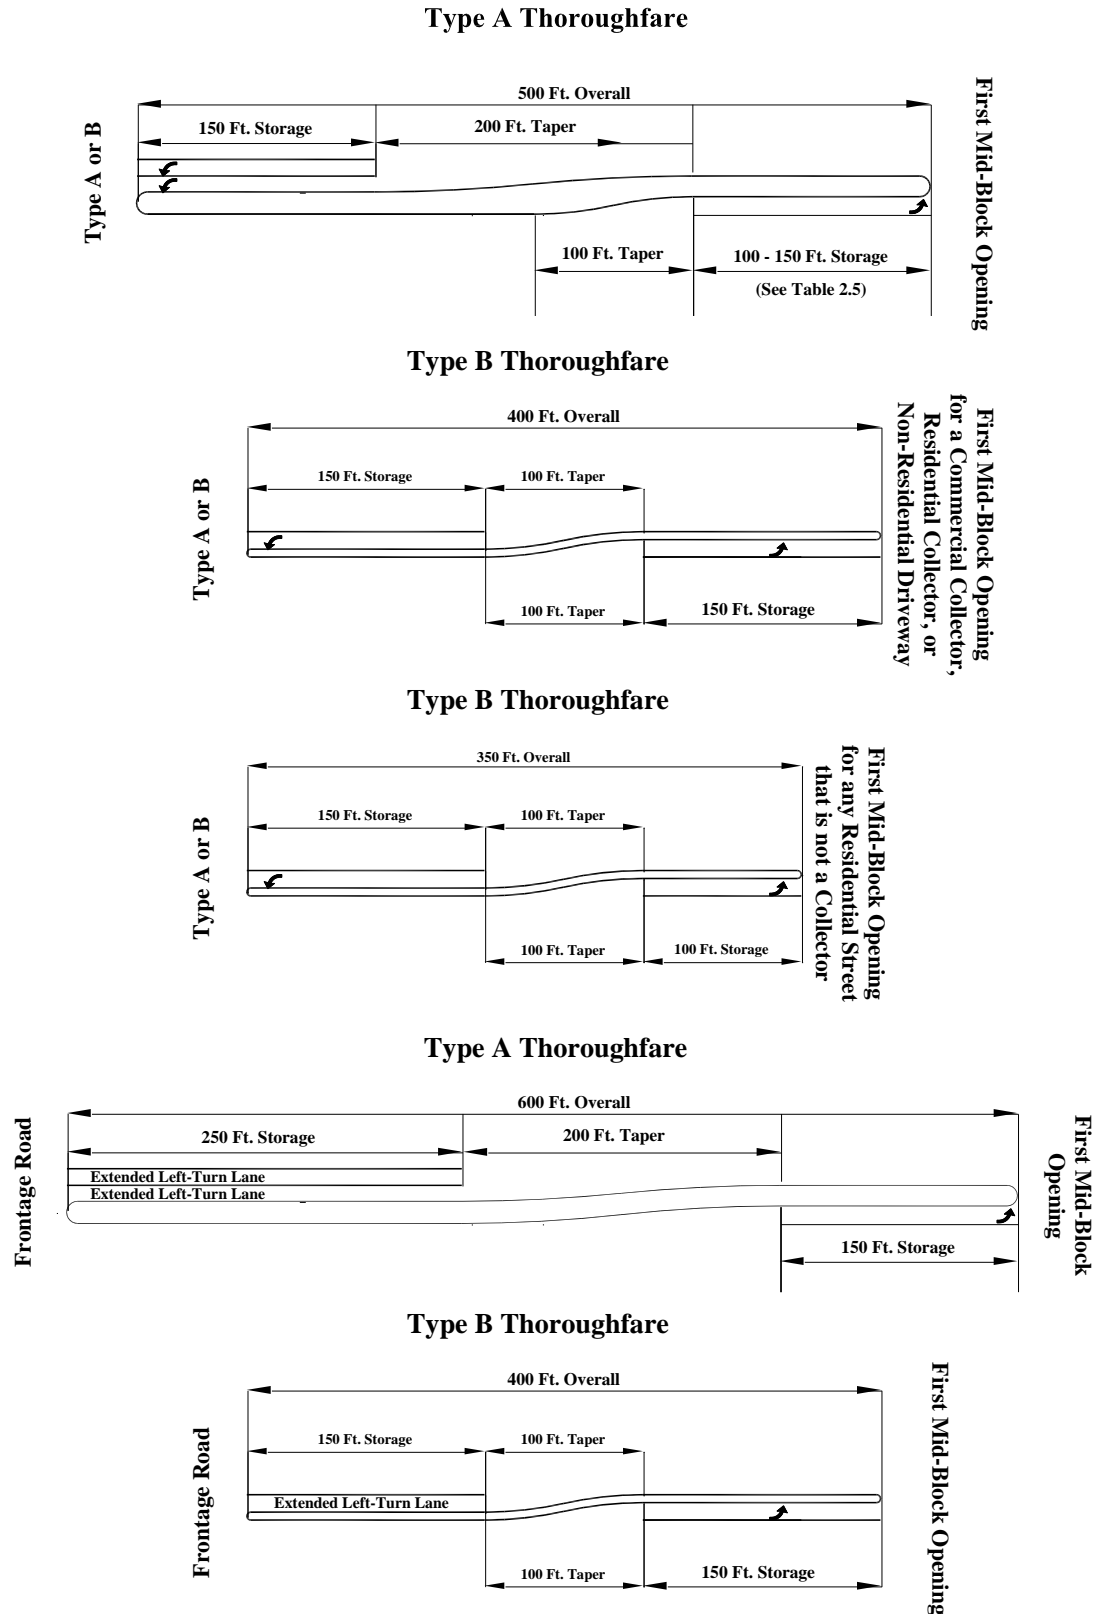 Type A Thoroughfare
500 Ft. Overall
150 Ft. Storage
200 Ft. Taper
Type A or B
First Mid-Block Opening
100 Ft. Taper
100 - 150 Ft. Storage
(See Table 2.5)
Type B Thoroughfare
400 Ft. Overall
150 Ft. Storage
100 Ft. Taper
Type A or B
First Mid-Block Opening
for a Commercial Collector,
Residential Collector, or
Non-Residential Driveway
100 Ft. Taper
150 Ft. Storage
Type B Thoroughfare
350 Ft. Overall
150 Ft. Storage
100 Ft. Taper
Type A or B
First Mid-Block Opening
for any Residential Street
that is not a Collector
100 Ft. Taper
100 Ft. Storage
Type A Thoroughfare
600 Ft. Overall
250 Ft. Storage
200 Ft. Taper
Frontage Road
Extended Left-Turn Lane
Extended Left-Turn Lane
First Mid-Block
Opening
150 Ft. Storage
Type B Thoroughfare
400 Ft. Overall
150 Ft. Storage
100 Ft. Taper
Frontage Road
Extended Left-Turn Lane
First Mid-Block Opening
100 Ft. Taper
150 Ft. Storage